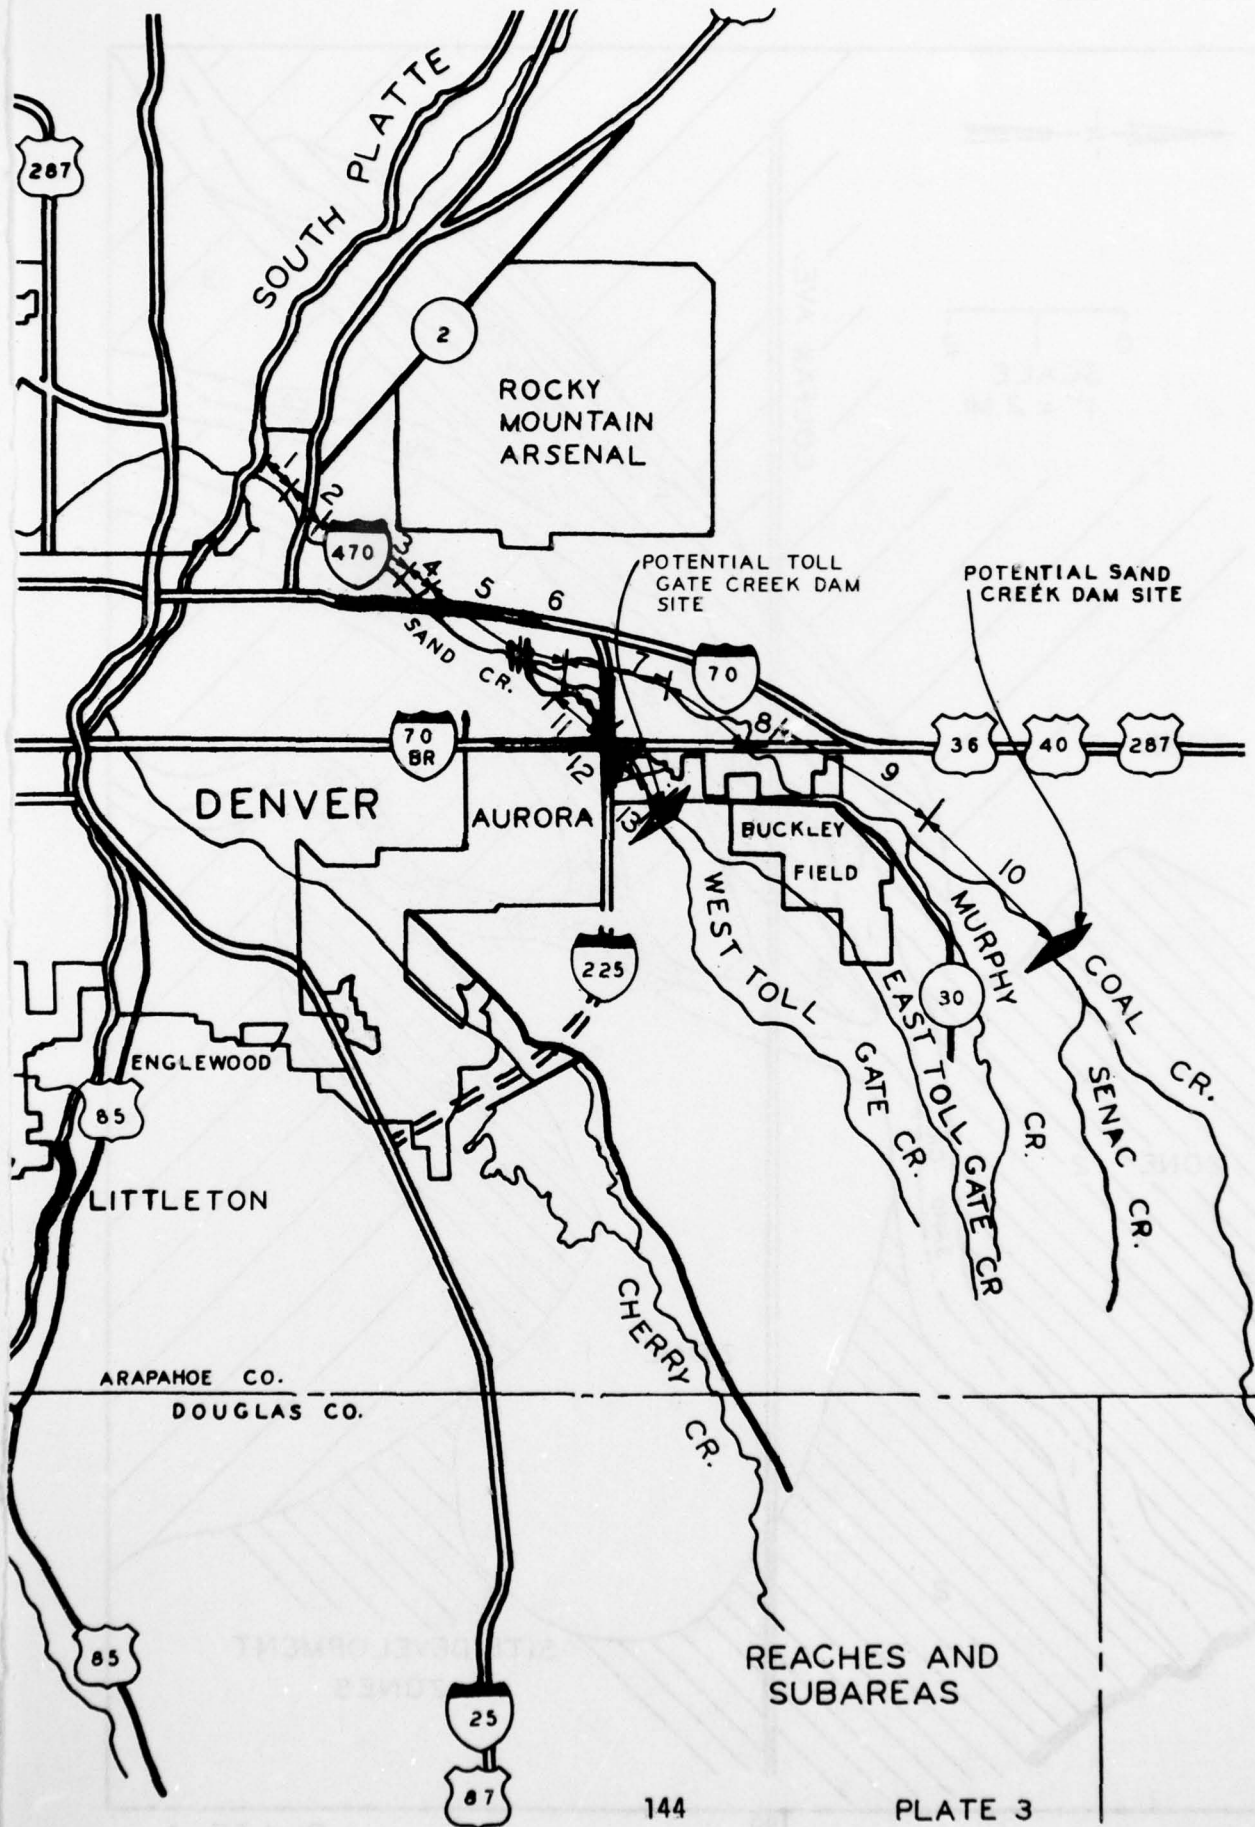 SOUTH PLATTE
287
2
ROCKY
MOUNTAIN
ARSENAL
1
2
470
3
4
5
6
POTENTIAL TOLL
GATE CREEK DAM
SITE
POTENTIAL SAND
CREEK DAM SITE
SAND CR.
7
70
8
11
70
BR
36
40
287
12
9
DENVER
AURORA
13
BUCKLEY
FIELD
10
WEST TOLL GATE CR.
MURPHY CR.
COAL CR.
225
EAST TOLL GATE CR
30
SENAC CR.
ENGLEWOOD
85
LITTLETON
CHERRY CR.
ARAPAHOE CO.
DOUGLAS CO.
85
REACHES AND
SUBAREAS
25
87
144
PLATE 3